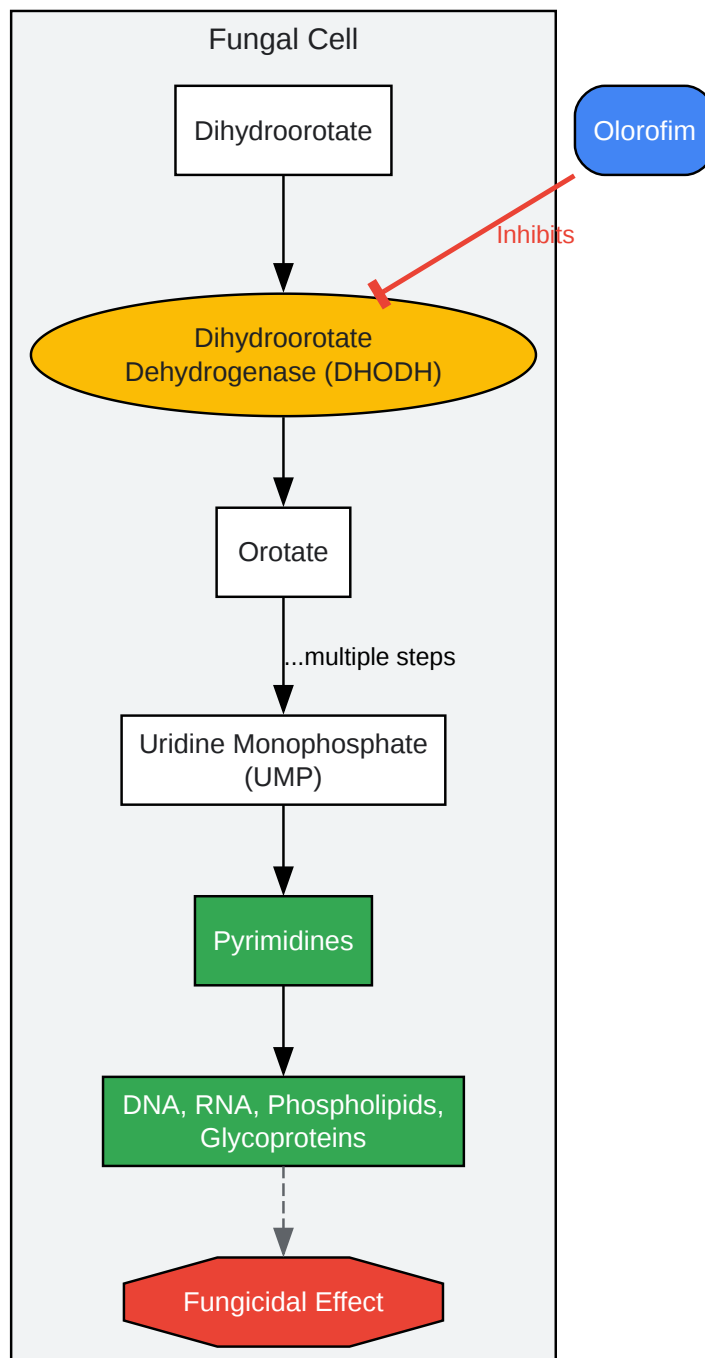 Fungal Cell
Dihydroorotate
Olorofim
Inhibits
Dihydroorotate
Dehydrogenase (DHODH)
Orotate
...multiple steps
Uridine Monophosphate
(UMP)
Pyrimidines
DNA, RNA, Phospholipids,
Glycoproteins
Fungicidal Effect